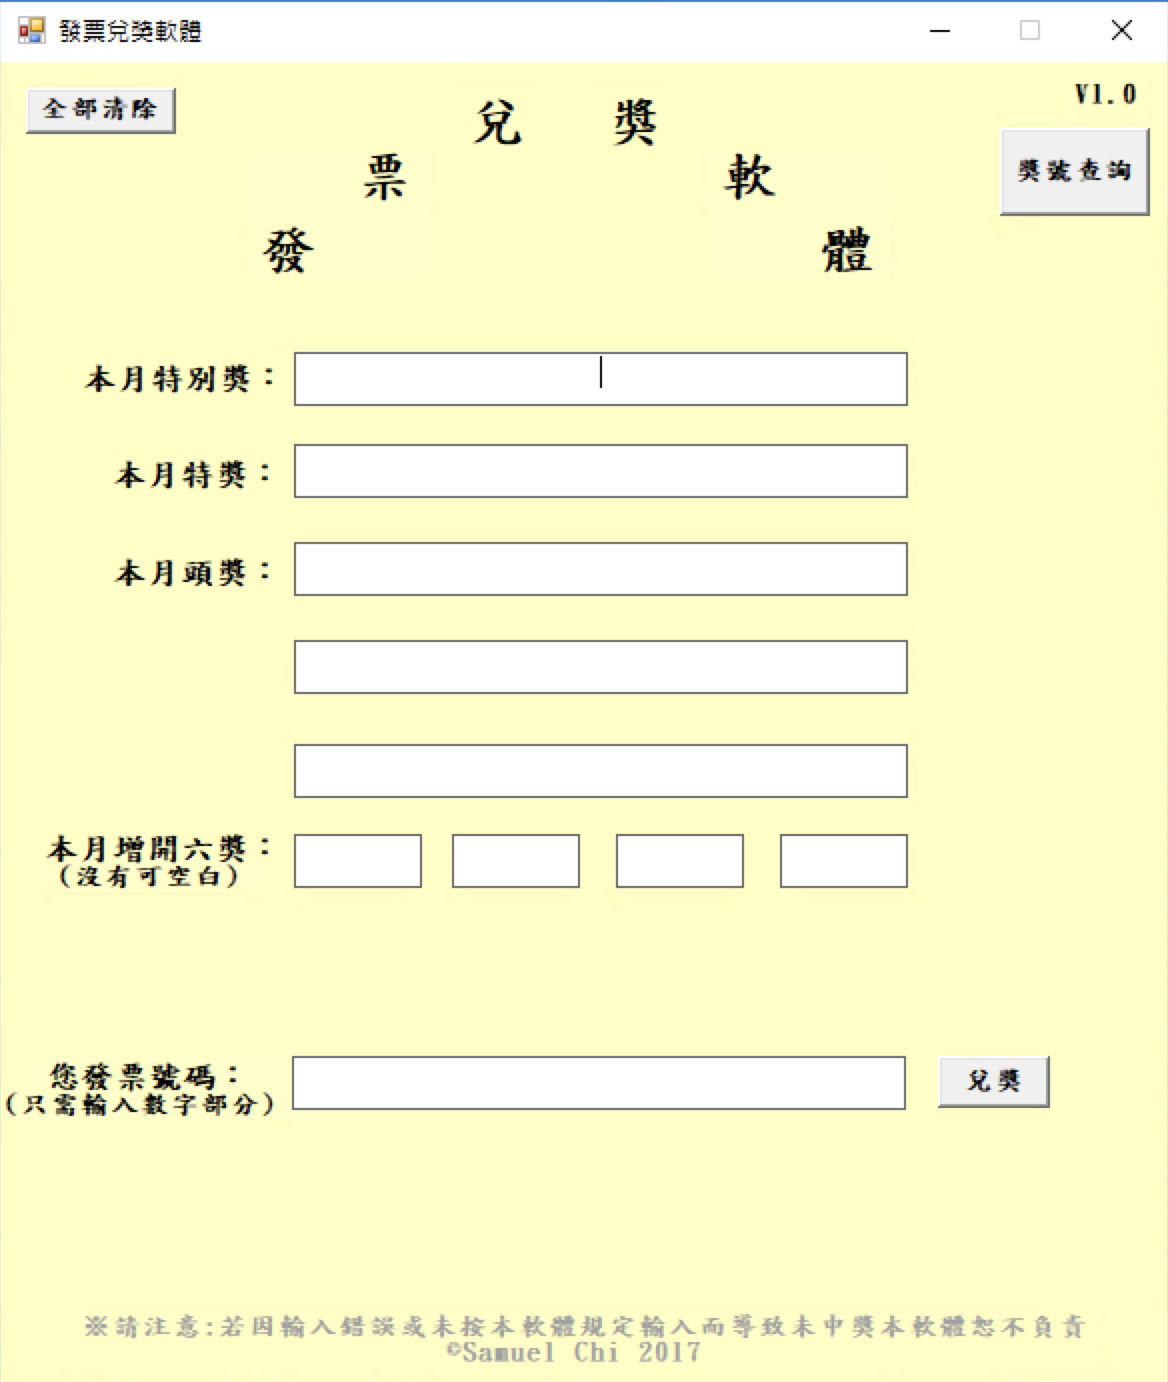 發票兌獎軟體
全部清除
V1.0
發票兌獎軟體
獎號查詢
本月特別獎：
本月特獎：
本月頭獎：
本月增開六獎：
(沒有可空白)
您發票號碼：
(只需輸入數字部分)
兌獎
※請注意:若因輸入錯誤或未按本軟體規定輸入而導致未中獎本軟體恕不負責
©Samuel Chi 2017